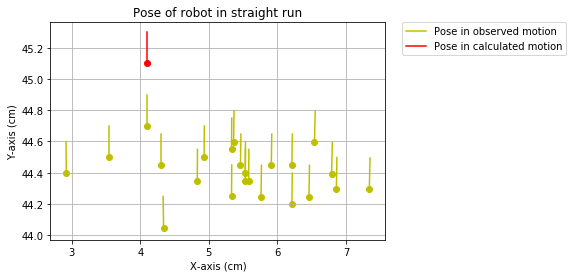 Pose of robot in straight run
Pose in observed motion
Pose in calculated motion
45.2
45.0
44.8
44.6
44.4
44.2
44.0
Y-axis (cm)
3 4 5 6 7
X-axis (cm)